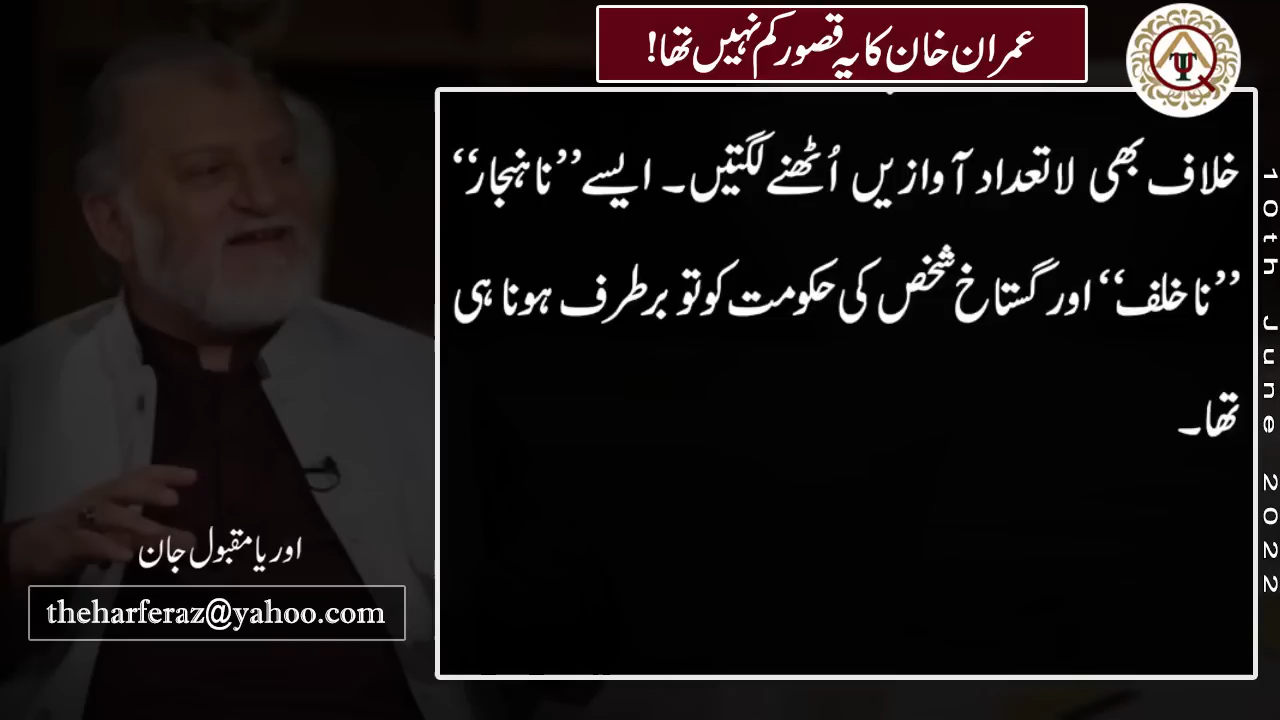 عمران خان کا یہ قصور کم نہیں تھا!
خلاف بھی لاتعداد آوازیں اُٹھنے لگتیں۔ ایسے ’’ناہنجار‘‘
’’ناخلف‘‘ اور گستاخ شخص کی حکومت کو تو برطرف ہونا ہی
تھا۔
اوریا مقبول جان
theharferaz@yahoo.com
10th June 2022